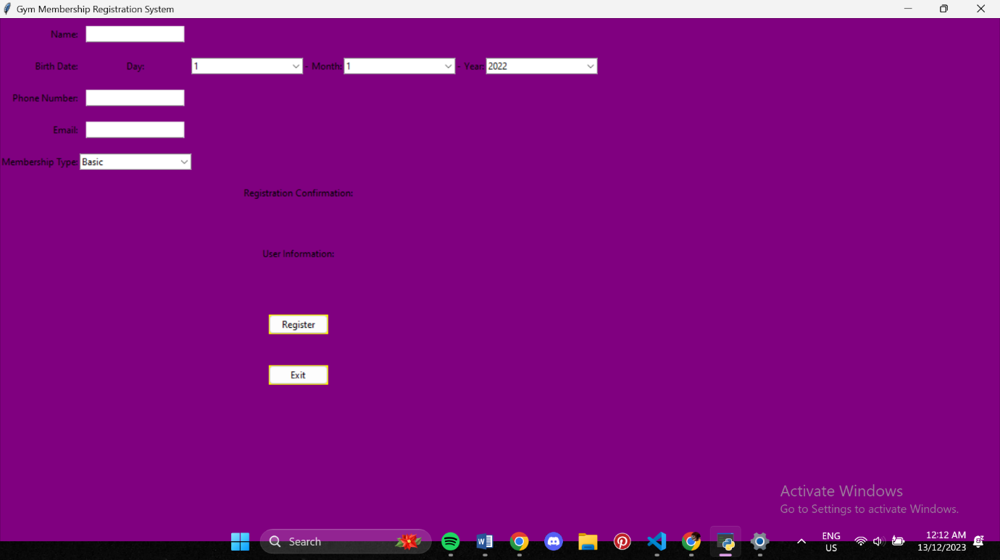 Gym Membership Registration System
Name:
Birth Date: Day: 1 - Month: 1 - Year: 2022
Phone Number:
Email:
Membership Type: Basic
Registration Confirmation:
User Information:
Register
Exit
Activate Windows
Go to Settings to activate Windows.
Search
W
ENG
US
12:12 AM
13/12/2023